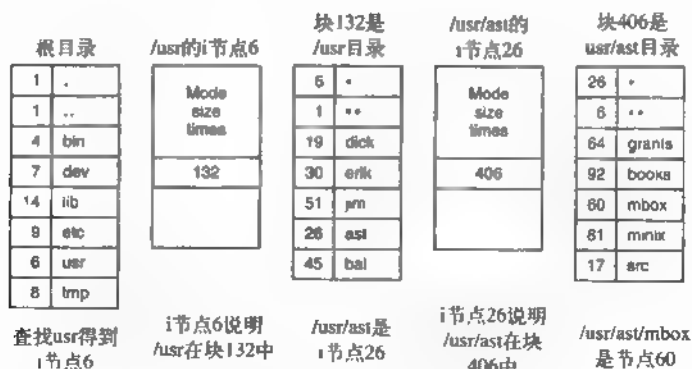 根目录
1 .
1 ..
4 bin
7 dev
14 lib
9 etc
6 usr
8 tmp
查找usr得到
i节点6
/usr的i节点6
Mode
size
times
132
i节点6说明
/usr在块132中
块132是
/usr目录
6 .
1 ..
19 dick
30 erik
51 jim
26 ast
45 bal
/usr/ast是
i节点26
/usr/ast的
i节点26
Mode
size
times
406
i节点26说明
/usr/ast在块
406中
块406是
usr/ast目录
26 .
6 ..
64 grants
92 books
60 mbox
81 minix
17 src
/usr/ast/mbox
是节点60